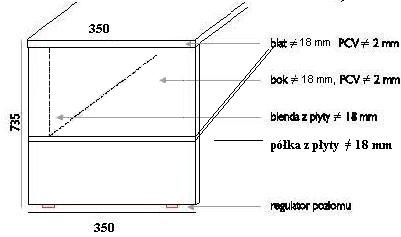 350
blat ≠ 18 mm PCV ≠ 2 mm
bok ≠ 18 mm, PCV ≠ 2 mm
blenda z płyty ≠ 18 mm
735
półka z płyty ≠ 18 mm
regulator poziomu
350